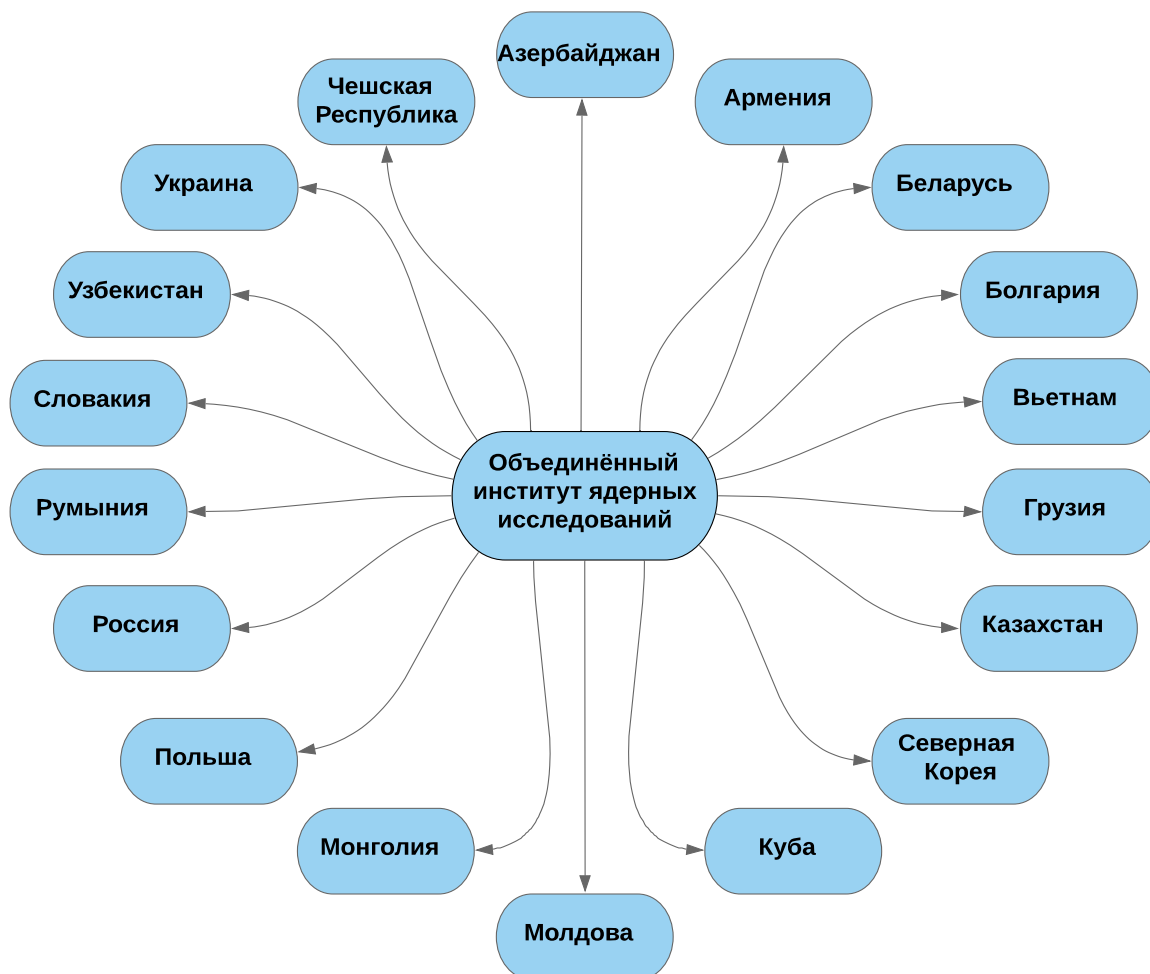 Азербайджан
Чешская
Республика
Армения
Украина
Беларусь
Узбекистан
Болгария
Словакия
Вьетнам
Объединённый
институт ядерных
исследований
Румыния
Грузия
Россия
Казахстан
Польша
Северная
Корея
Монголия
Куба
Молдова